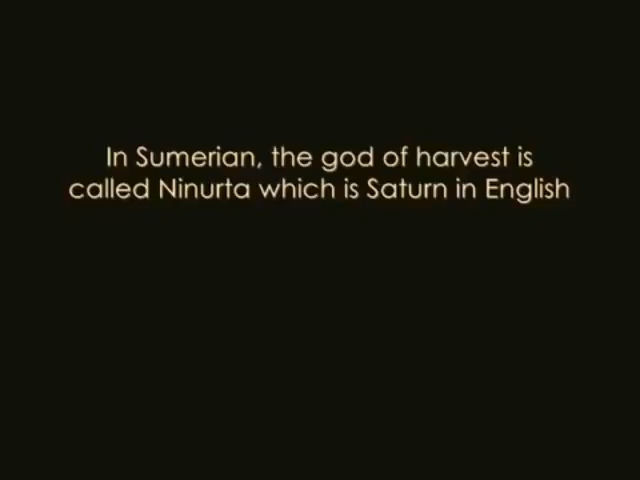 In Sumerian, the god of harvest is
called Ninurta which is Saturn in English